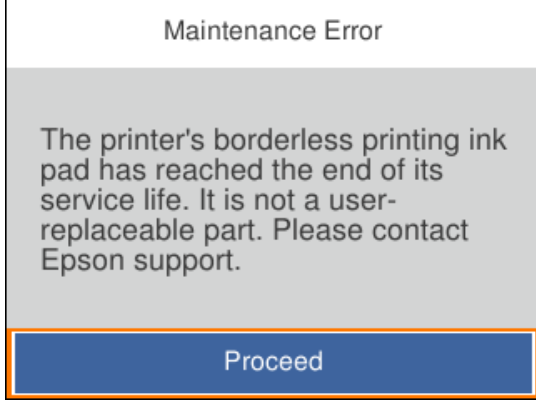 Maintenance Error
The printer's borderless printing ink
pad has reached the end of its
service life. It is not a user-
replaceable part. Please contact
Epson support.
Proceed